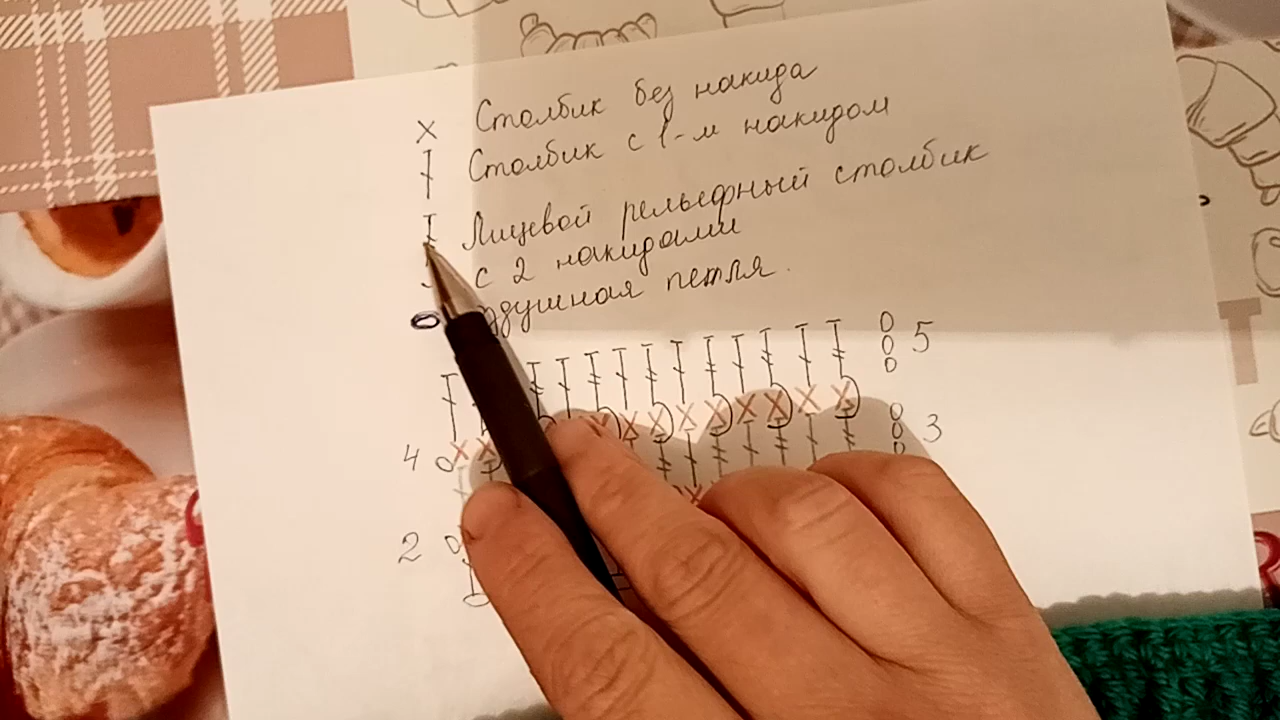 x Столбик без накида
Столбик с 1-м накидом
Лицевой рельефный столбик
с 2 накидами
петля.
5
3
4
2